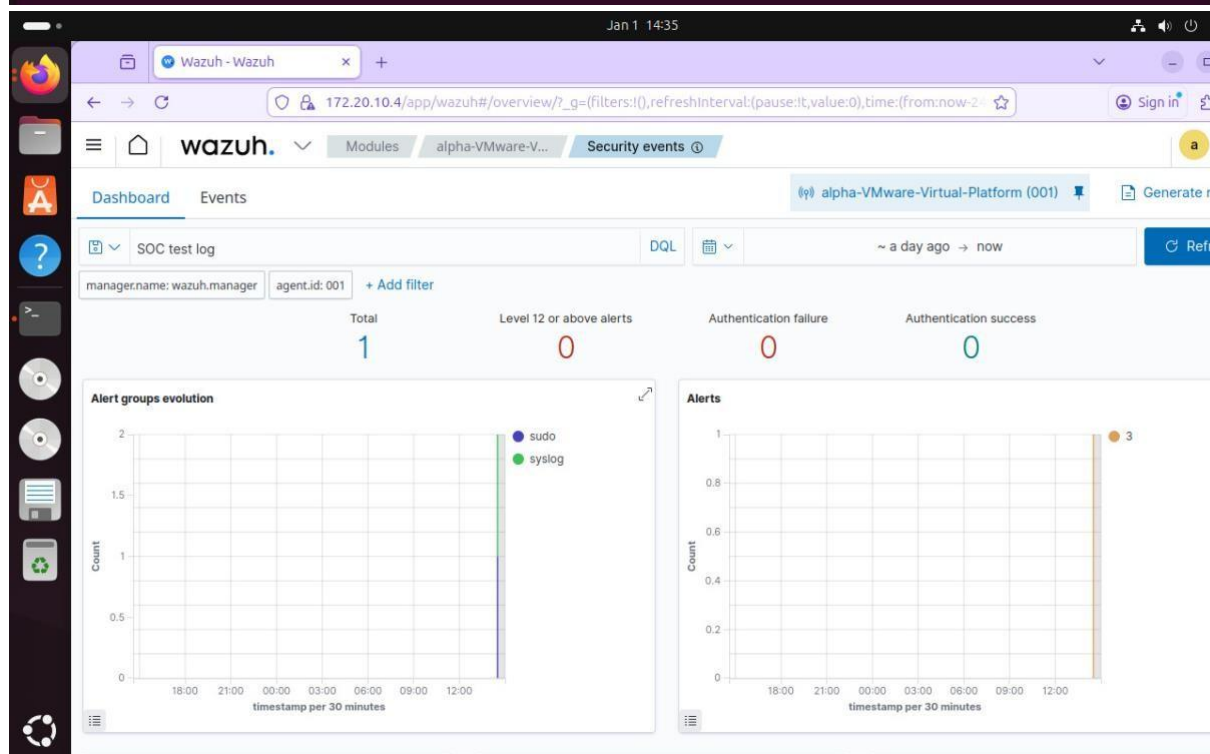 Jan 1 14:35
Wazuh - Wazuh
172.20.10.4/app/wazuh#/overview/?_g=(filters:!(),refreshInterval:(pause:!t,value:0),time:(from:now-2
Sign in
wazuh. Modules alpha-VMware-V... Security events a
Dashboard Events alpha-VMware-Virtual-Platform (001) Generate r
SOC test log DQL ~ a day ago → now Refr
manager.name: wazuh.manager agent.id: 001 + Add filter
Total Level 12 or above alerts Authentication failure Authentication success
1 0 0 0
Alert groups evolution
2
1.5
1
0.5
0
Count
18:00 21:00 00:00 03:00 06:00 09:00 12:00
timestamp per 30 minutes
sudo
syslog
Alerts
1
0.8
0.6
0.4
0.2
0
Count
18:00 21:00 00:00 03:00 06:00 09:00 12:00
timestamp per 30 minutes
3